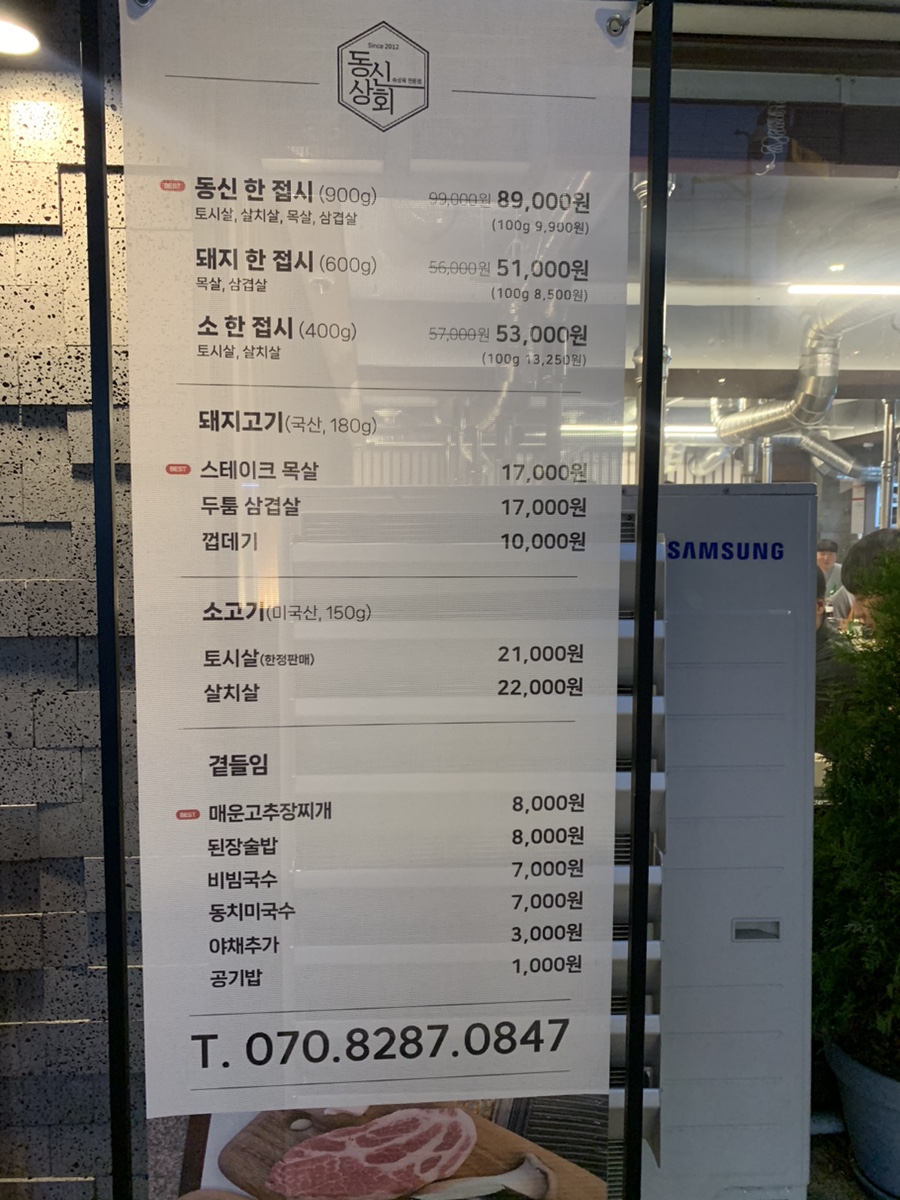 Since 2012
동신
상회
숙성육 전문점
BEST 동신 한 접시 (900g) 99,000원 89,000원
토시살, 살치살, 목살, 삼겹살 (100g 9,900원)
돼지 한 접시 (600g) 56,000원 51,000원
목살, 삼겹살 (100g 8,500원)
소 한 접시 (400g) 57,000원 53,000원
토시살, 살치살 (100g 13,250원)
돼지고기(국산, 180g)
BEST 스테이크 목살 17,000원
두툼 삼겹살 17,000원
껍데기 10,000원
소고기(미국산, 150g)
토시살(한정판매) 21,000원
살치살 22,000원
곁들임
BEST 매운고추장찌개 8,000원
된장술밥 8,000원
비빔국수 7,000원
동치미국수 7,000원
야채추가 3,000원
공기밥 1,000원
T. 070.8287.0847
SAMSUNG